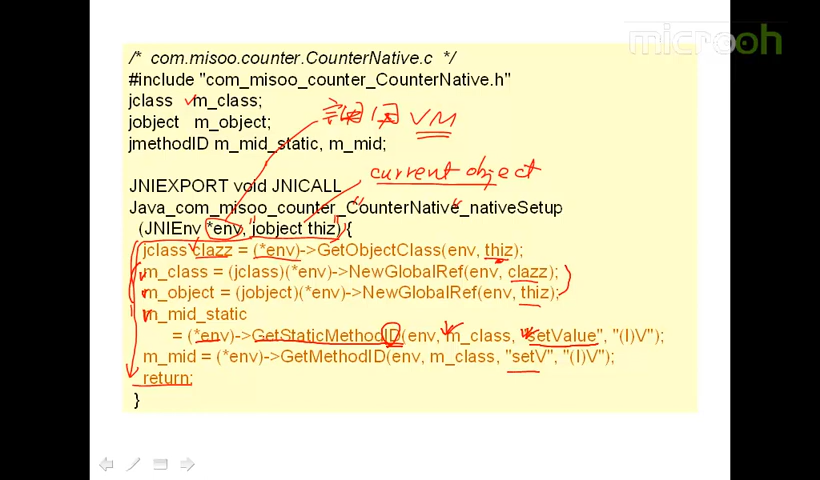 microoh
/* com.misoo.counter.CounterNative.c */
#include "com_misoo_counter_CounterNative.h"
jclass m_class;
調用 VM
jobject m_object;
jmethodID m_mid_static, m_mid;
current object
JNIEXPORT void JNICALL
Java_com_misoo_counter_CounterNative_nativeSetup
(JNIEnv *env, jobject thiz) {
jclass clazz = (*env)->GetObjectClass(env, thiz);
m_class = (jclass)(*env)->NewGlobalRef(env, clazz);
m_object = (jobject)(*env)->NewGlobalRef(env, thiz);
m_mid_static
= (*env)->GetStaticMethodID(env, m_class, "setValue", "(I)V");
m_mid = (*env)->GetMethodID(env, m_class, "setV", "(I)V");
return;
}